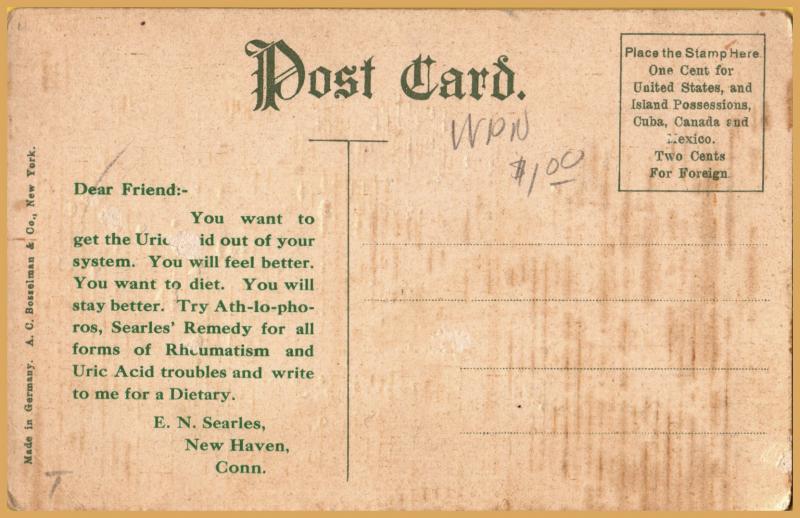 Post Card.
Place the Stamp Here
One Cent for
United States, and
Island Possessions,
Cuba, Canada and
Mexico.
Two Cents
For Foreign
WPN
$1,00
Dear Friend:-
You want to
get the Uric id out of your
system. You will feel better.
You want to diet. You will
stay better. Try Ath-lo-pho-
ros, Searles' Remedy for all
forms of Rheumatism and
Uric Acid troubles and write
to me for a Dietary.
E. N. Searles,
New Haven,
Conn.
Made in Germany. A. C. Bosselman & Co., New York.
T